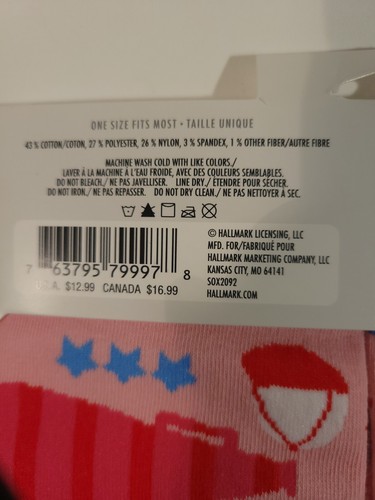 ONE SIZE FITS MOST • TAILLE UNIQUE
43 % COTTON/COTON, 27 % POLYESTER, 26 % NYLON, 3 % SPANDEX, 1 % OTHER FIBER/AUTRE FIBRE
MACHINE WASH COLD WITH LIKE COLORS./
LAVER À LA MACHINE À L'EAU FROIDE, AVEC DES COULEURS SEMBLABLES.
DO NOT BLEACH./ NE PAS JAVELLISER. LINE DRY./ ÉTENDRE POUR SÉCHER.
DO NOT IRON./ NE PAS REPASSER. DO NOT DRY CLEAN./ NE PAS NETTOYER À SEC.
7 63795 79997 8
U.S.A. $12.99 CANADA $16.99
© HALLMARK LICENSING, LLC
MFD. FOR/FABRIQUÉ POUR
HALLMARK MARKETING COMPANY, LLC
KANSAS CITY, MO 64141
SOX2092
HALLMARK.COM